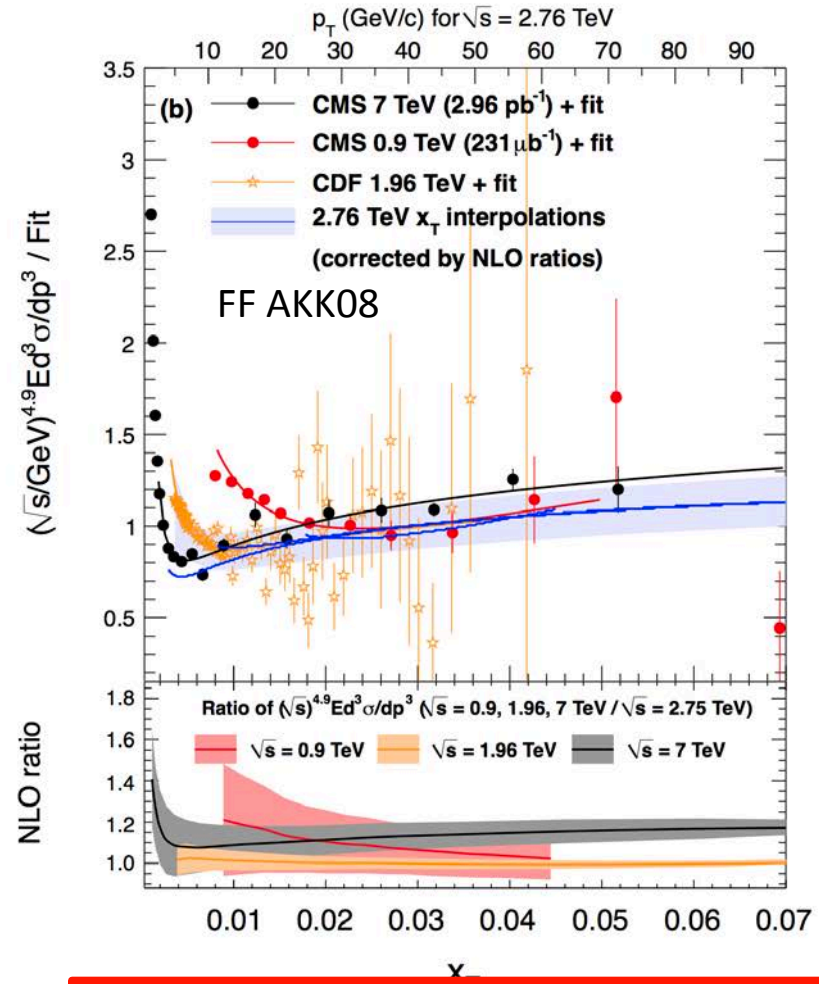 p_T (GeV/c) for √s = 2.76 TeV
10 30 50 70 90
3.5
(b) CMS 7 TeV (2.96 pb⁻¹) + fit
CMS 0.9 TeV (231 μb⁻¹) + fit
3
CDF 1.96 TeV + fit
2.76 TeV x_T interpolations
(corrected by NLO ratios)
2.5
FF AKK08
2
1.5
1
0.5
(√s/GeV)^4.9 Ed³σ/dp³ / Fit
1.8
Ratio of (√s)^4.9 Ed³σ/dp³ (√s = 0.9, 1.96, 7 TeV / √s = 2.75 TeV)
1.6
√s = 0.9 TeV √s = 1.96 TeV √s = 7 TeV
1.4
1.2
1.0
NLO ratio
0.01 0.02 0.03 0.04 0.05 0.06 0.07